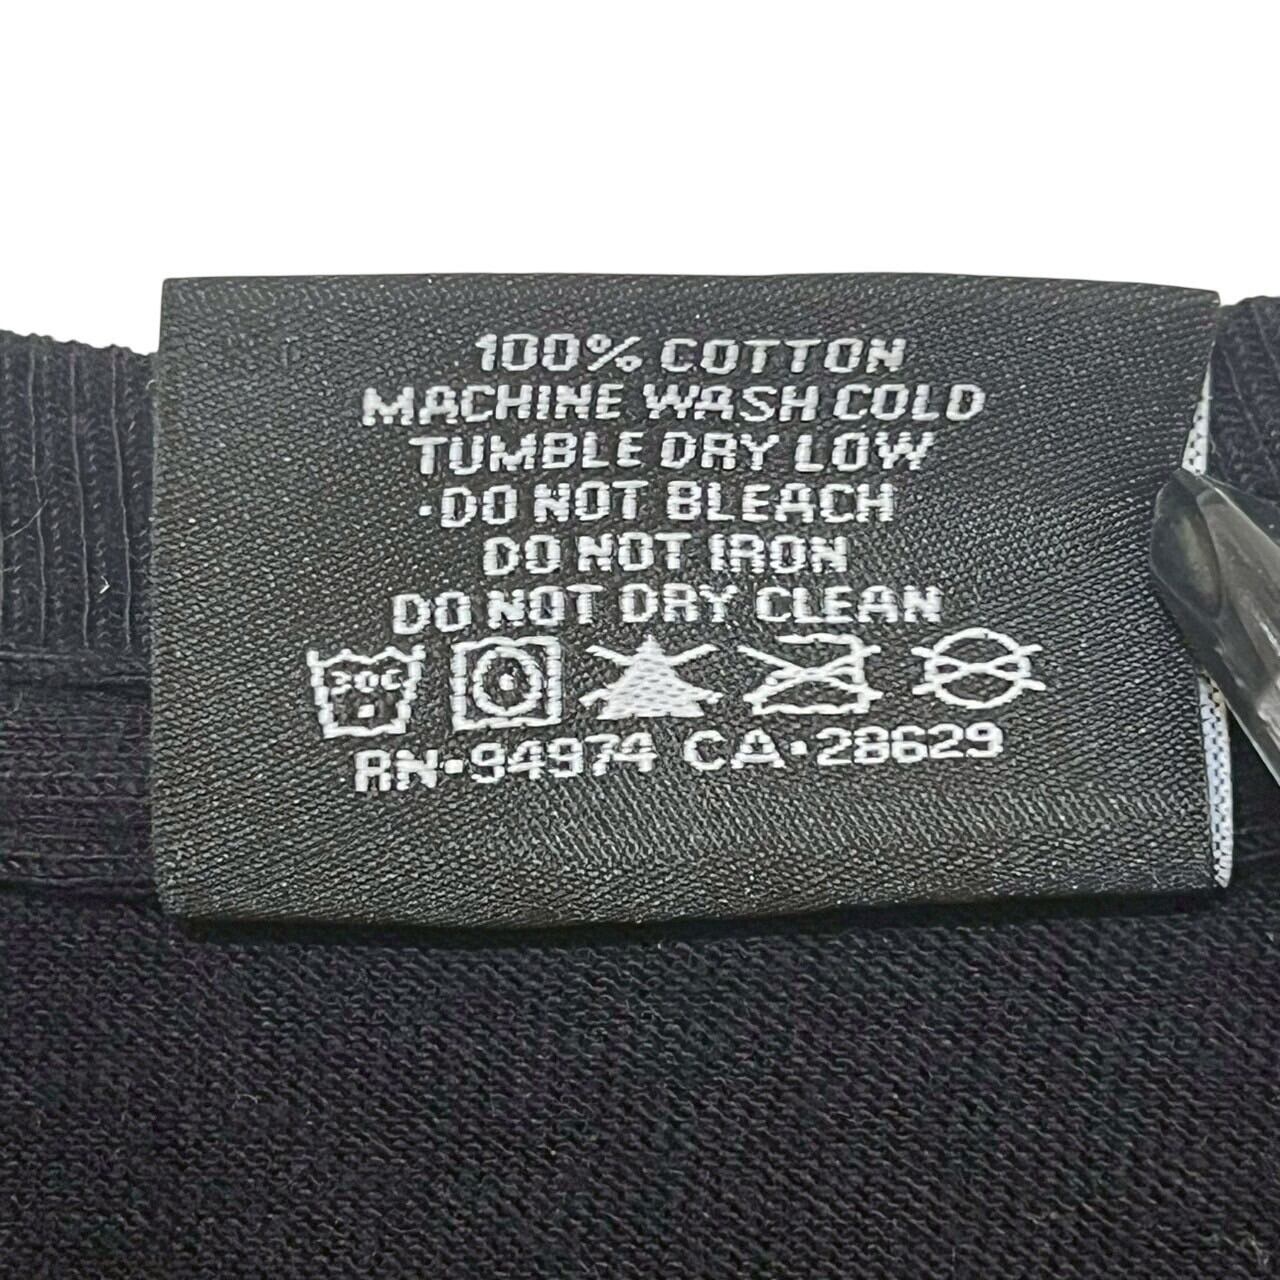 100% COTTON
MACHINE WASH COLD
TUMBLE DRY LOW
·DO NOT BLEACH
DO NOT IRON
DO NOT DRY CLEAN
30C
RN·94974 CA·28629